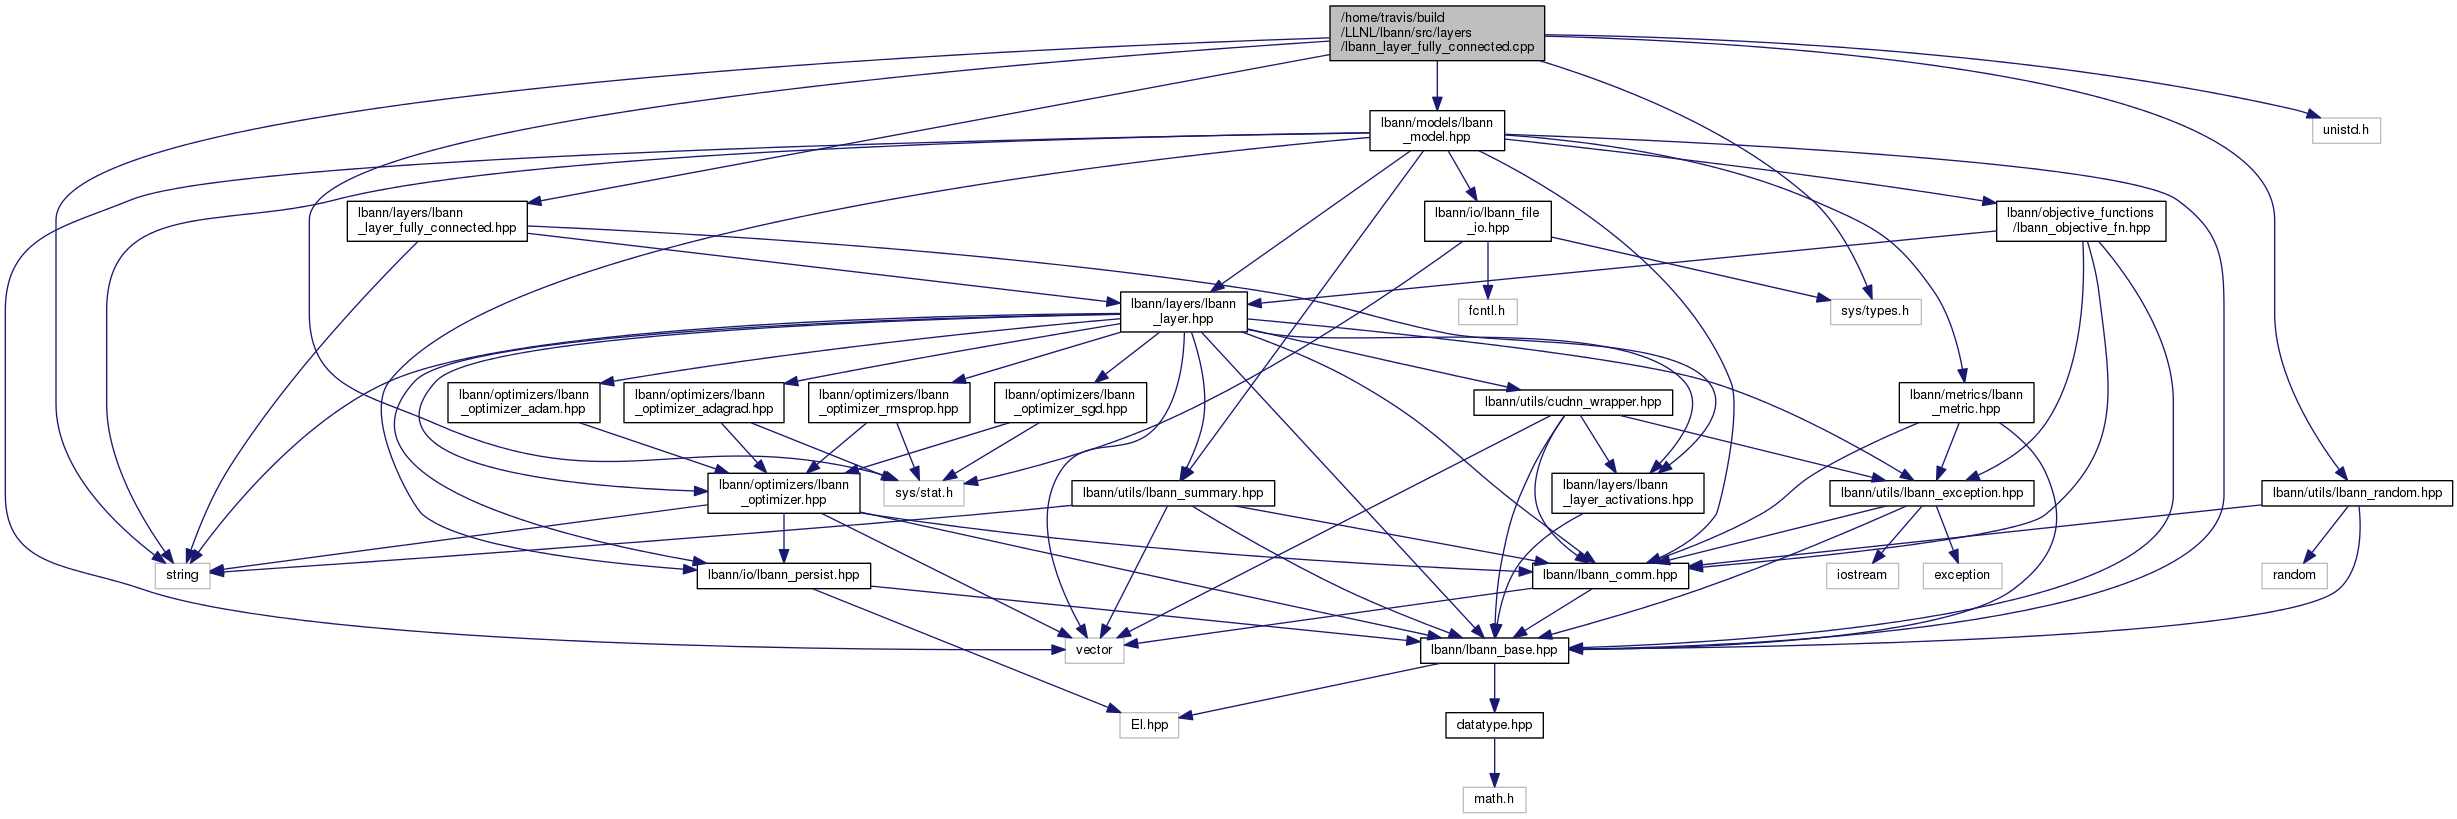 /home/travis/build
/LLNL/lbann/src/layers
/lbann_layer_fully_connected.cpp
lbann/models/lbann
_model.hpp
unistd.h
lbann/layers/lbann
_layer_fully_connected.hpp
lbann/io/lbann_file
_io.hpp
lbann/objective_functions
/lbann_objective_fn.hpp
lbann/layers/lbann
_layer.hpp
fcntl.h
sys/types.h
lbann/optimizers/lbann
_optimizer_adam.hpp
lbann/optimizers/lbann
_optimizer_adagrad.hpp
lbann/optimizers/lbann
_optimizer_rmsprop.hpp
lbann/optimizers/lbann
_optimizer_sgd.hpp
lbann/utils/cudnn_wrapper.hpp
lbann/metrics/lbann
_metric.hpp
lbann/optimizers/lbann
_optimizer.hpp
sys/stat.h
lbann/utils/lbann_summary.hpp
lbann/layers/lbann
_layer_activations.hpp
lbann/utils/lbann_exception.hpp
lbann/utils/lbann_random.hpp
string
lbann/io/lbann_persist.hpp
lbann/lbann_comm.hpp
iostream
exception
random
vector
lbann/lbann_base.hpp
El.hpp
datatype.hpp
math.h